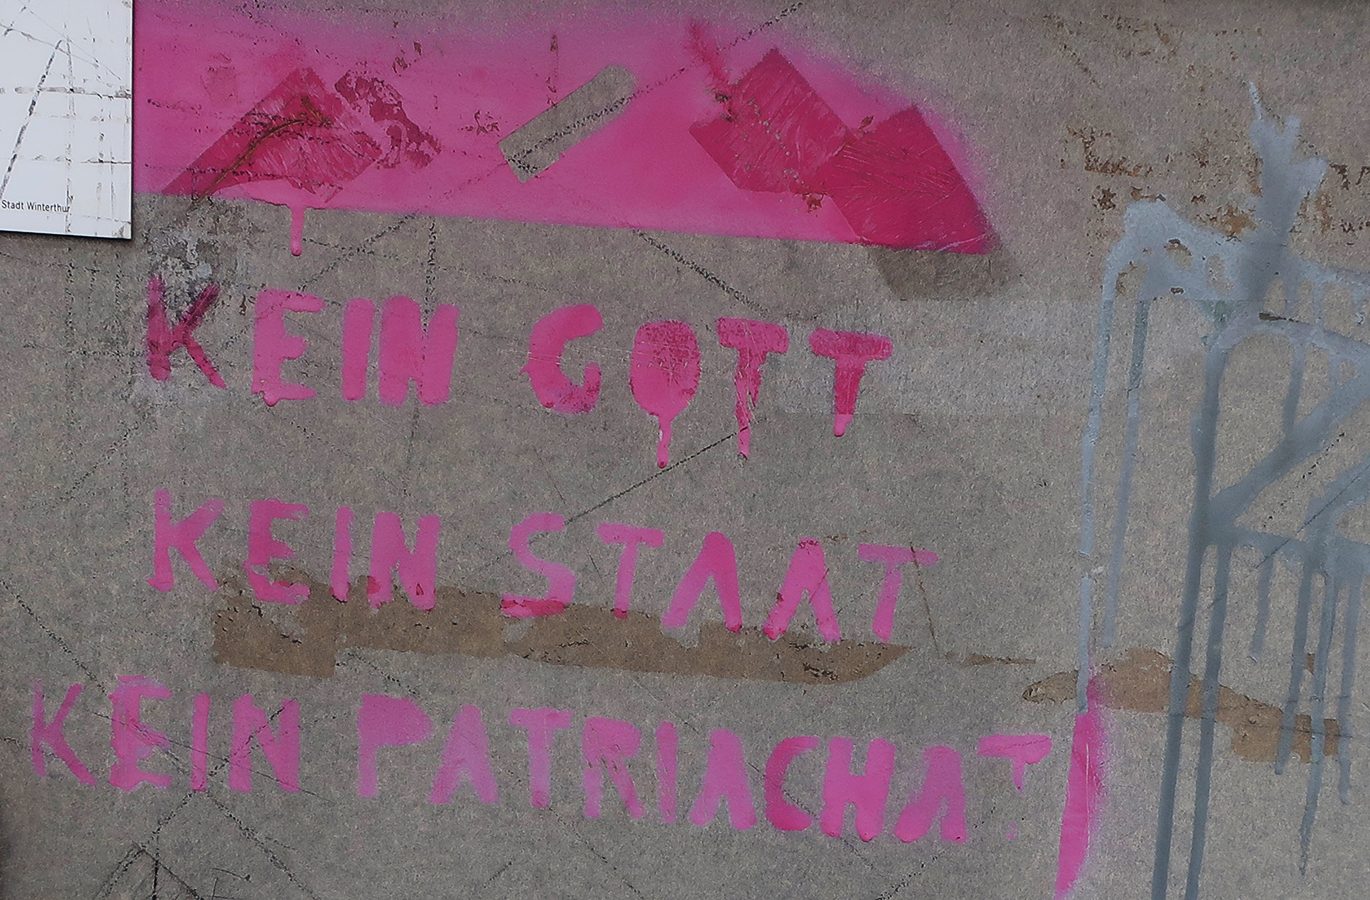 Stadt Winterthur
KEIN GOTT
KEIN STAAT
KEIN PATRIACHAT